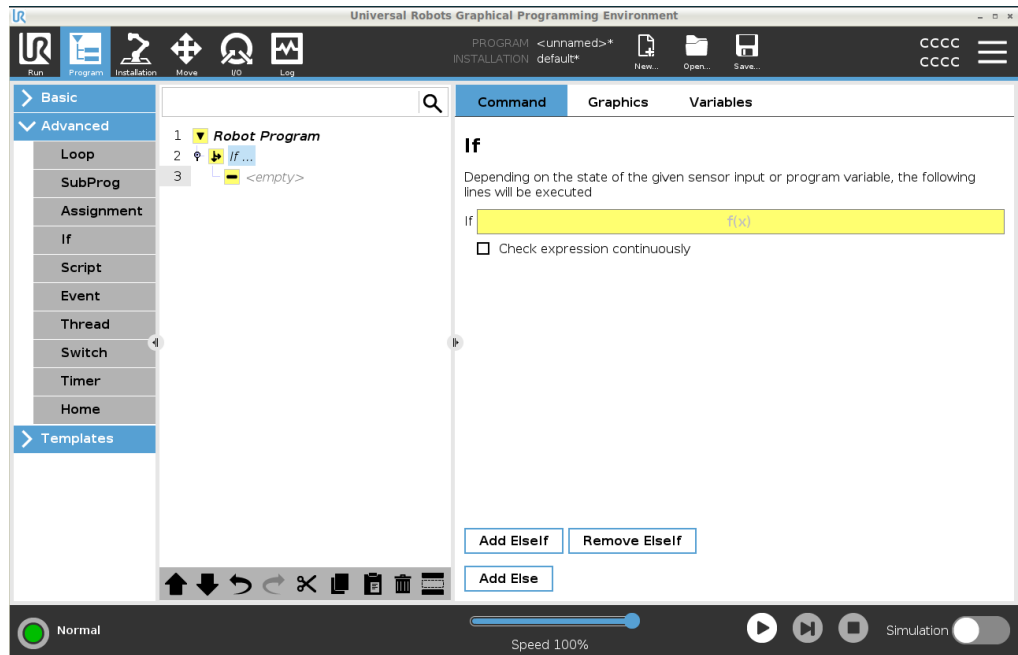 Universal Robots Graphical Programming Environment
PROGRAM <unnamed>*
INSTALLATION default*
Run
Program
Installation
Move
I/O
Log
New...
Open...
Save...
CCCC
CCCC
Basic
Advanced
Loop
SubProg
Assignment
If
Script
Event
Thread
Switch
Timer
Home
Templates
1 Robot Program
2 If ...
3 <empty>
Command Graphics Variables
If
Depending on the state of the given sensor input or program variable, the following
lines will be executed
If f(x)
Check expression continuously
Add ElseIf Remove ElseIf
Add Else
Normal
Speed 100%
Simulation